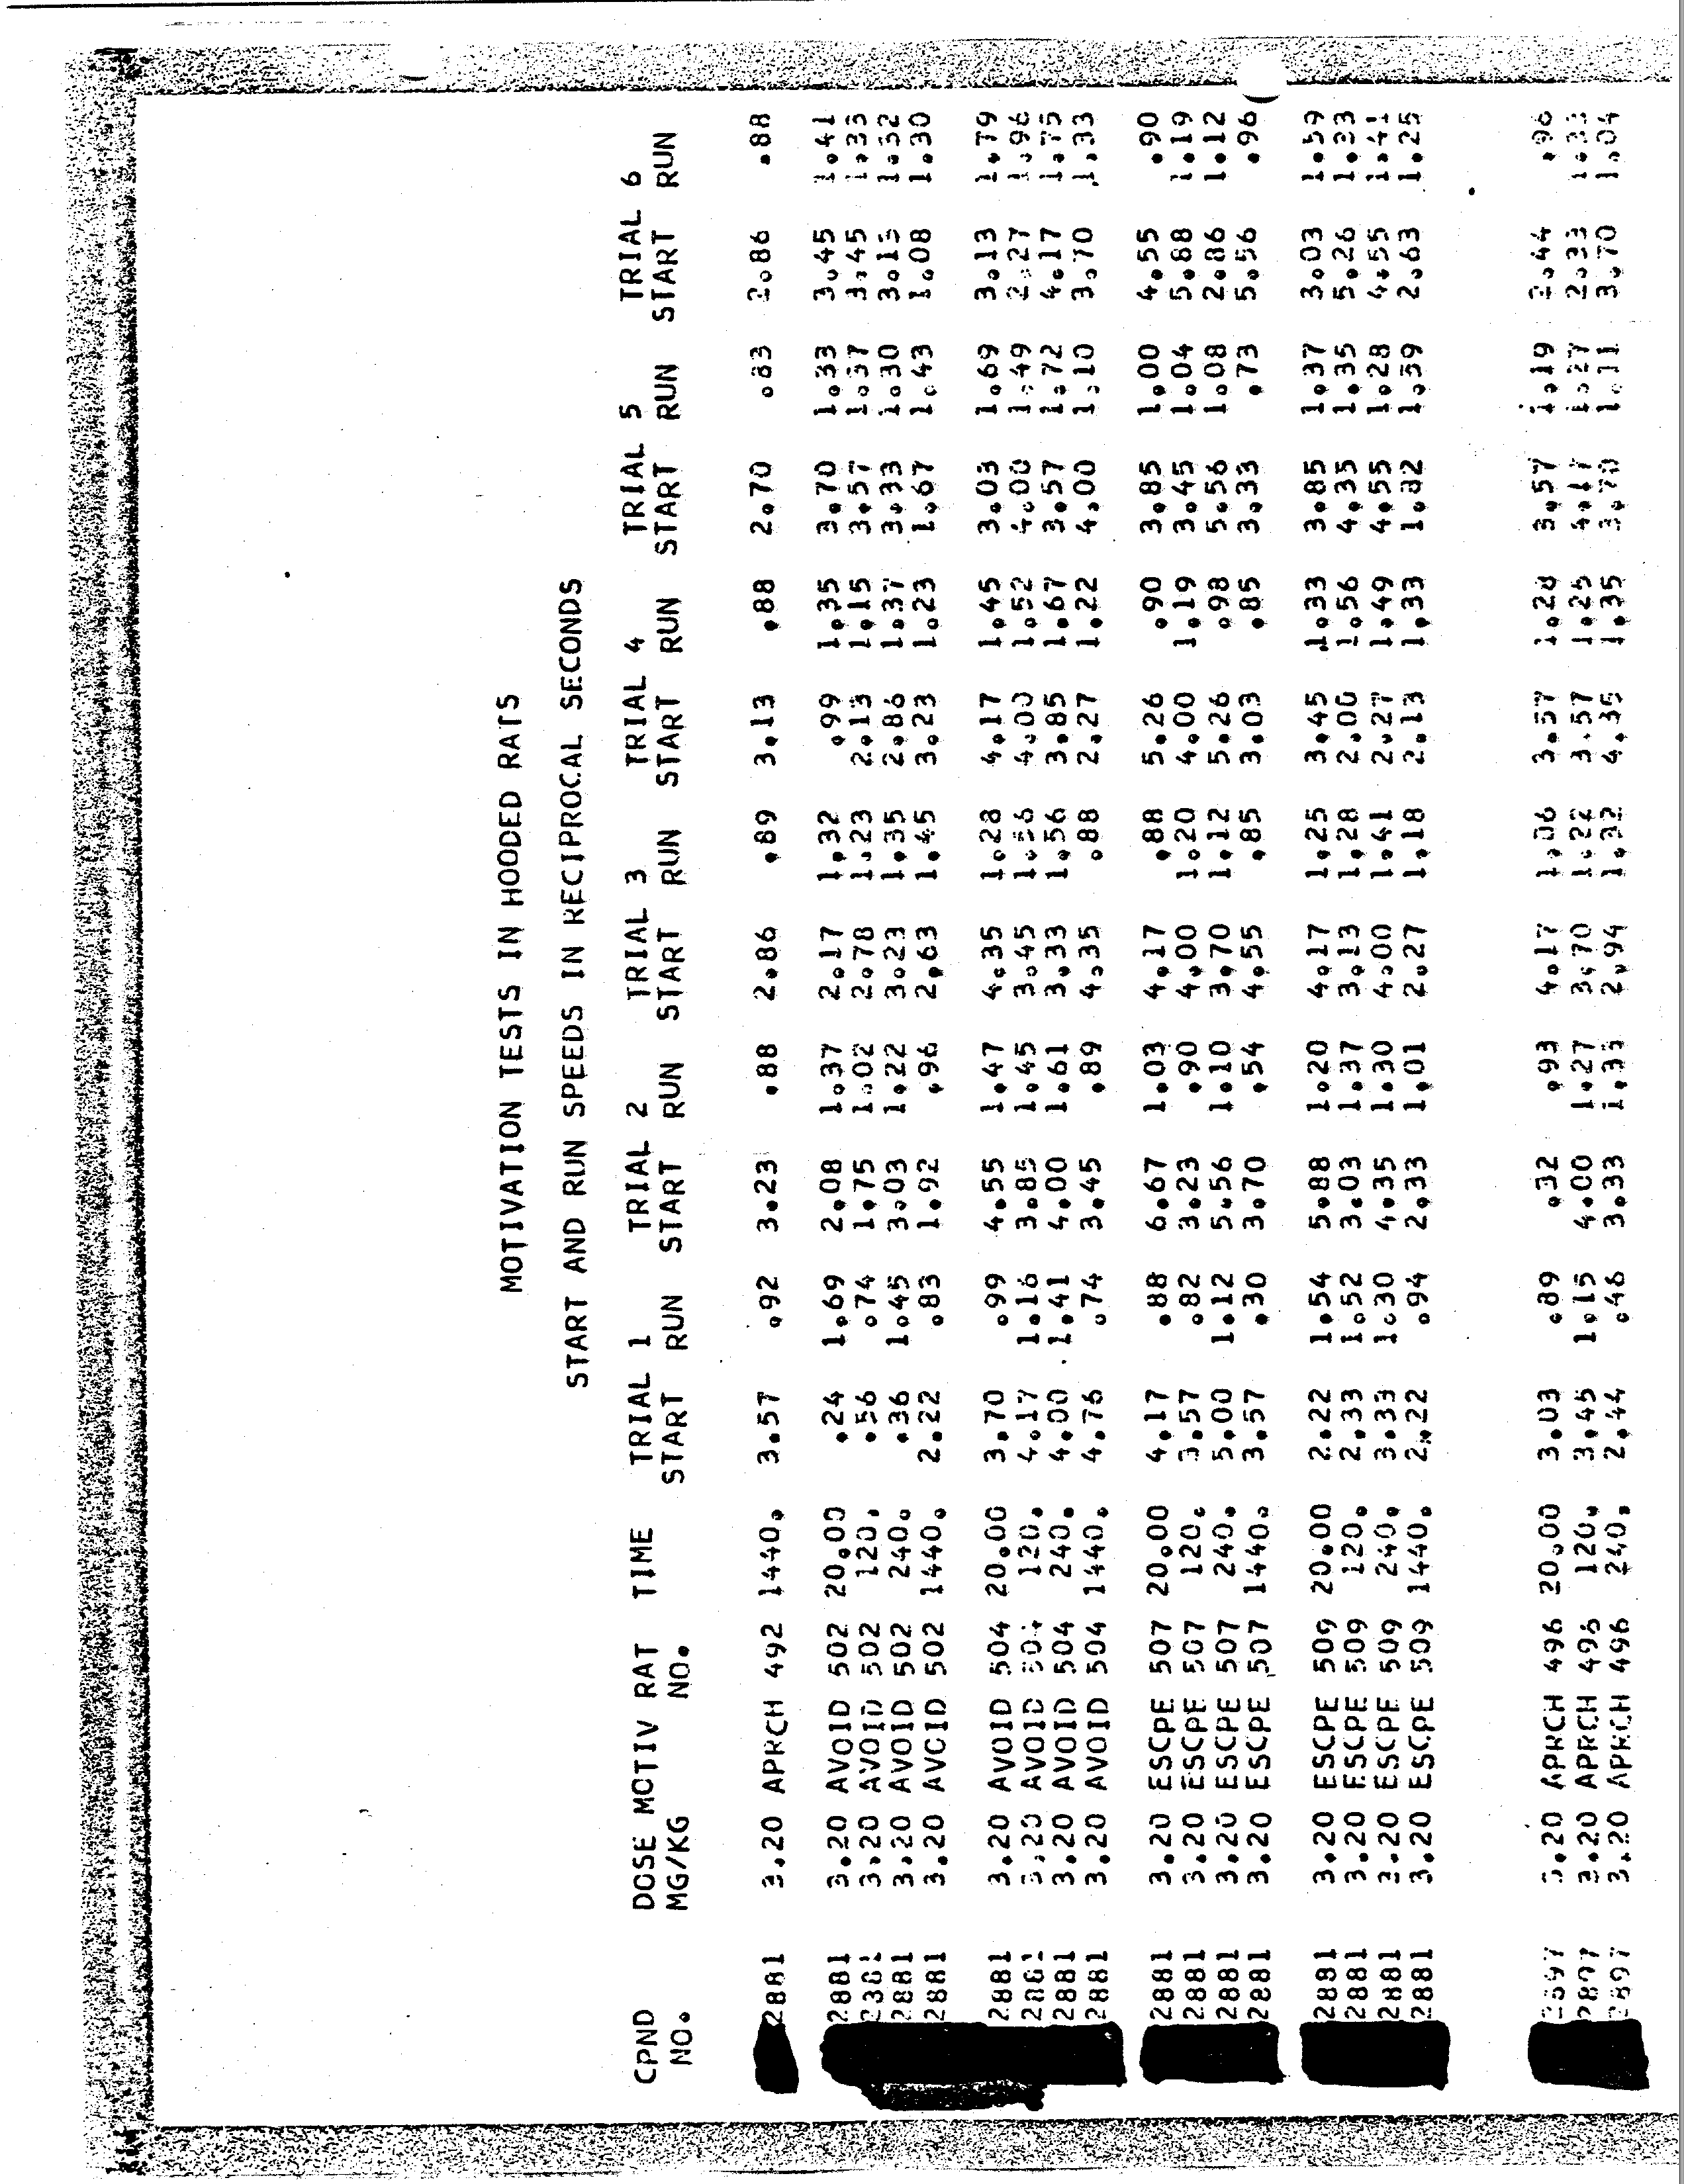 MOTIVATION TESTS IN HOODED RATS
START AND RUN SPEEDS IN RECIPROCAL SECONDS
CPND DOSE MOTIV RAT TIME TRIAL 1 TRIAL 2 TRIAL 3 TRIAL 4 TRIAL 5 TRIAL 6
NO. MG/KG NO. START RUN START RUN START RUN START RUN START RUN START RUN
2881 3.20 APRCH 492 1440. 3.57 .92 3.23 .88 2.86 .89 3.13 .88 2.70 .83 2.86 .88
2881 3.20 AVOID 502 20.00 .24 1.69 2.08 1.37 2.17 1.32 .99 1.35 3.70 1.33 3.45 1.41
2881 3.20 AVOID 502 120. .56 .74 1.75 1.02 2.78 1.23 2.13 1.15 3.57 1.37 3.45 1.33
2881 3.20 AVOID 502 240. .36 1.45 3.03 1.22 3.23 1.35 2.86 1.37 3.33 1.30 3.13 1.32
2881 3.20 AVOID 502 1440. 2.22 .83 1.92 .96 2.63 1.45 3.23 1.23 1.67 1.43 1.08 1.30
2881 3.20 AVOID 504 20.00 3.70 .99 4.55 1.47 4.35 1.28 4.17 1.45 3.03 1.69 3.13 1.79
2881 3.20 AVOID 504 120. 4.17 1.16 3.85 1.45 3.45 1.56 4.00 1.52 4.00 1.49 2.27 1.96
2881 3.20 AVOID 504 240. 4.00 1.41 4.00 1.61 3.33 1.56 3.85 1.67 3.57 1.72 4.17 1.75
2881 3.20 AVOID 504 1440. 4.76 .74 3.45 .89 4.35 .88 2.27 1.22 4.00 1.10 3.70 1.33
2881 3.20 ESCPE 507 20.00 4.17 .88 6.67 1.03 4.17 .88 5.26 .90 3.85 1.00 4.55 .90
2881 3.20 ESCPE 507 120. 3.57 .82 3.23 .90 4.00 1.20 4.00 1.19 3.45 1.04 5.88 1.19
2881 3.20 ESCPE 507 240. 5.00 1.12 5.56 1.10 3.70 1.12 5.26 .98 5.56 1.08 2.86 1.12
2881 3.20 ESCPE 507 1440. 3.57 .30 3.70 .54 4.55 .85 3.03 .85 3.33 .73 5.56 .96
2881 3.20 ESCPE 509 20.00 2.22 1.54 5.88 1.20 4.17 1.25 3.45 1.33 3.85 1.37 3.03 1.59
2881 3.20 ESCPE 509 120. 2.33 1.52 3.03 1.37 3.13 1.28 2.00 1.56 4.35 1.35 5.26 1.33
2881 3.20 ESCPE 509 240. 3.33 1.30 4.35 1.30 4.00 1.41 2.27 1.49 4.55 1.28 4.55 1.41
2881 3.20 ESCPE 509 1440. 2.22 .94 2.33 1.01 2.27 1.18 2.13 1.33 1.82 1.59 2.63 1.25
2897 3.20 APRCH 496 20.00 3.03 .89 .32 .93 4.17 1.06 3.57 1.28 3.57 1.19 2.44 .96
2897 3.20 APRCH 496 120. 3.45 1.15 4.00 1.27 3.70 1.22 3.57 1.25 4.17 1.27 2.33 1.33
2897 3.20 APRCH 496 240. 2.44 .46 3.33 1.33 2.94 1.32 4.35 1.35 3.70 1.11 3.70 1.04